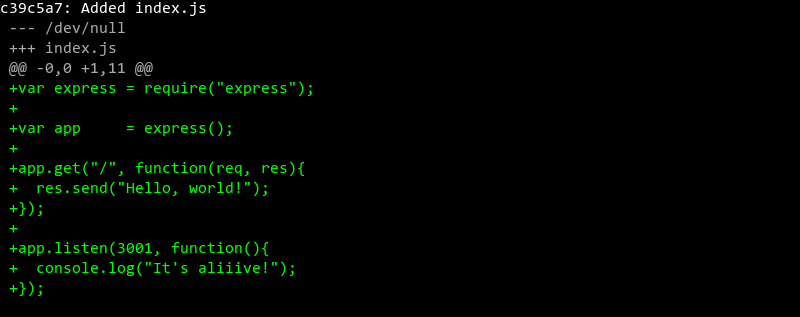 c39c5a7: Added index.js
--- /dev/null
+++ index.js
@@ -0,0 +1,11 @@
+var express = require("express");
+
+var app     = express();
+
+app.get("/", function(req, res){
+  res.send("Hello, world!");
+});
+
+app.listen(3001, function(){
+  console.log("It's aliiive!");
+});